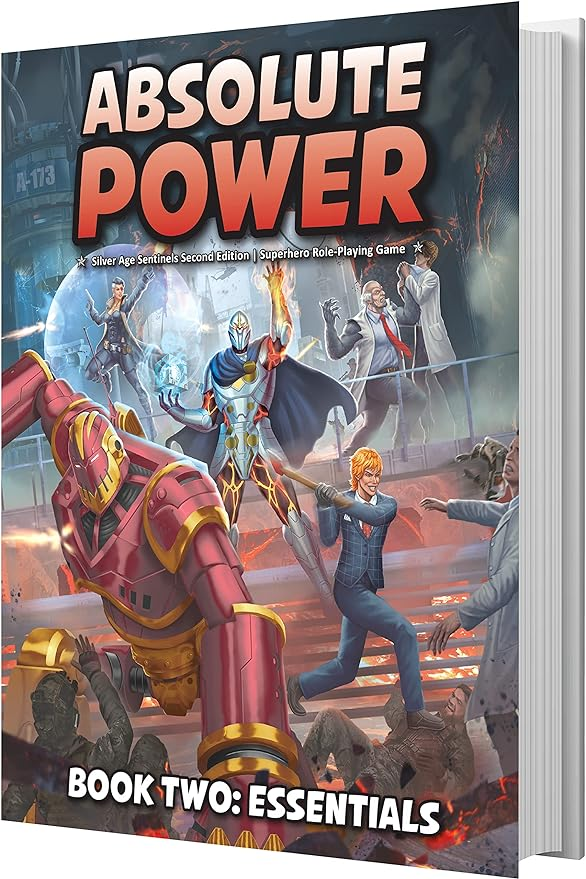 A-173
ABSOLUTE
POWER
Silver Age Sentinels Second Edition | Superhero Role-Playing Game
BOOK TWO: ESSENTIALS